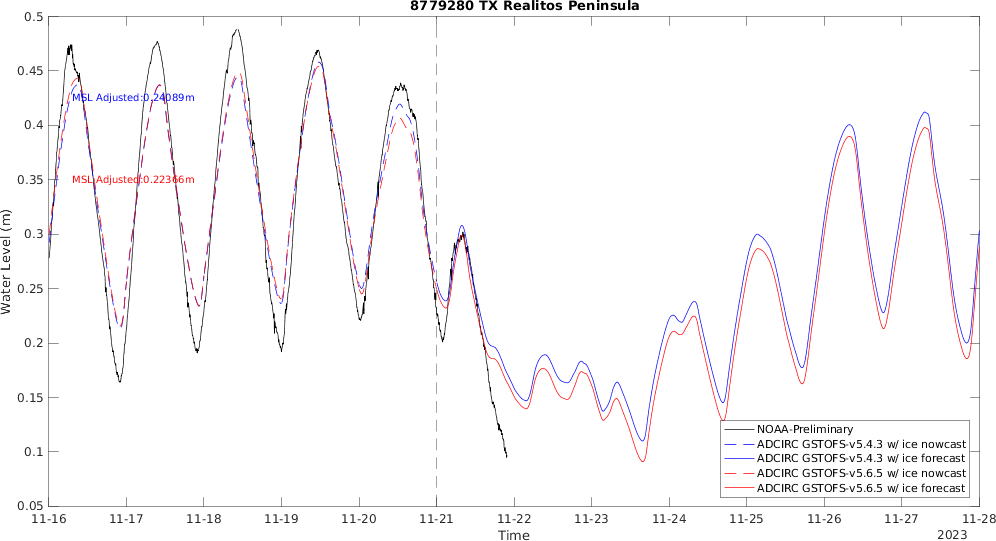 8779280 TX Realitos Peninsula
0.5
0.45
0.4
0.35
0.3
0.25
0.2
0.15
0.1
0.05
Water Level (m)
MSL Adjusted:0.24089m
MSL Adjusted:0.22366m
NOAA-Preliminary
ADCIRC GSTOFS-v5.4.3 w/ ice nowcast
ADCIRC GSTOFS-v5.4.3 w/ ice forecast
ADCIRC GSTOFS-v5.6.5 w/ ice nowcast
ADCIRC GSTOFS-v5.6.5 w/ ice forecast
11-16 11-17 11-18 11-19 11-20 11-21 11-22 11-23 11-24 11-25 11-26 11-27 11-28
Time
2023